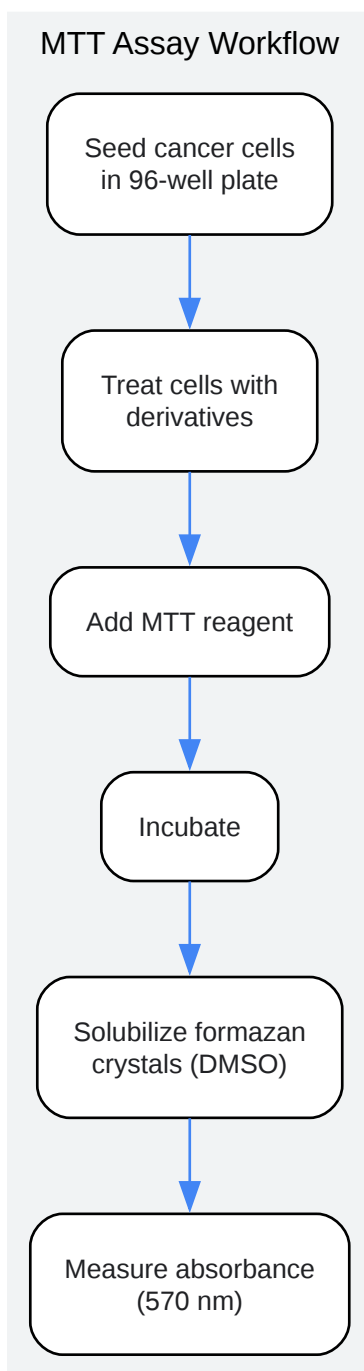 MTT Assay Workflow
Seed cancer cells
in 96-well plate
Treat cells with
derivatives
Add MTT reagent
Incubate
Solubilize formazan
crystals (DMSO)
Measure absorbance
(570 nm)